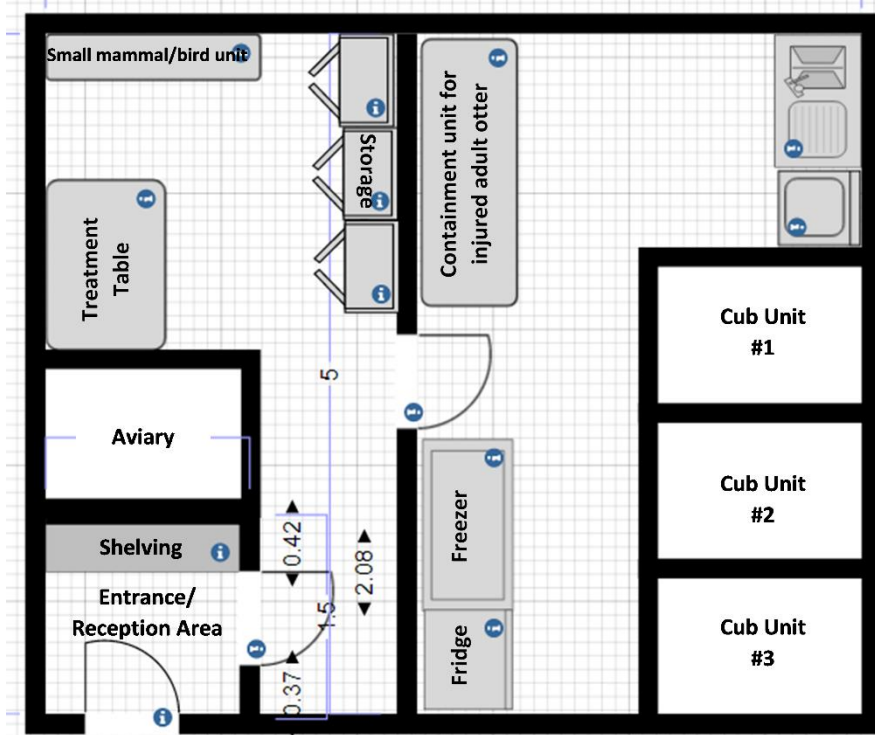 Small mammal/bird unit
Treatment
Table
Storage
Containment unit for
injured adult otter
Cub Unit
#1
5
Aviary
Cub Unit
#2
Shelving
0.42
2.08
Freezer
Entrance/
Reception Area
1.5
Cub Unit
#3
0.37
Fridge